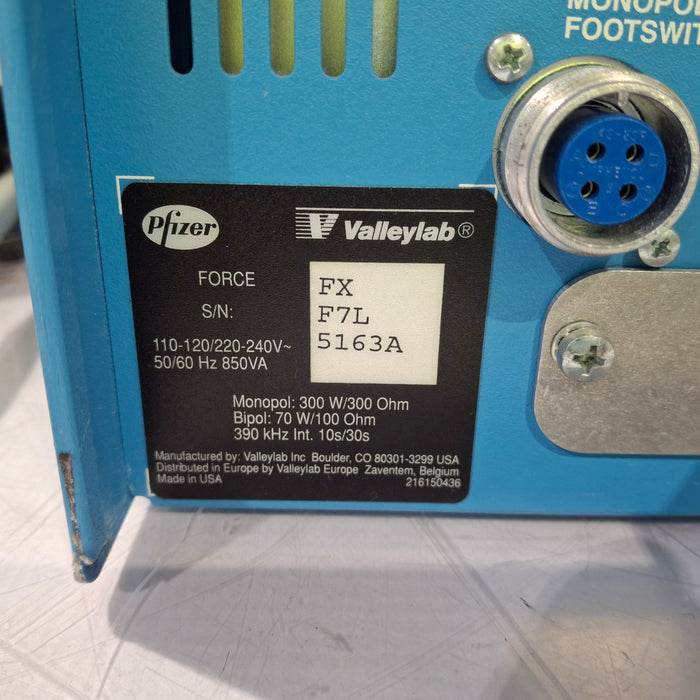 MONOPOL
FOOTSWIT
Pfizer
Valleylab®
FORCE FX
S/N: F7L
5163A
110-120/220-240V~
50/60 Hz 850VA
Monopol: 300 W/300 Ohm
Bipol: 70 W/100 Ohm
390 kHz Int. 10s/30s
Manufactured by: Valleylab Inc Boulder, CO 80301-3299 USA
Distributed in Europe by Valleylab Europe Zaventem, Belgium
Made in USA 216150436